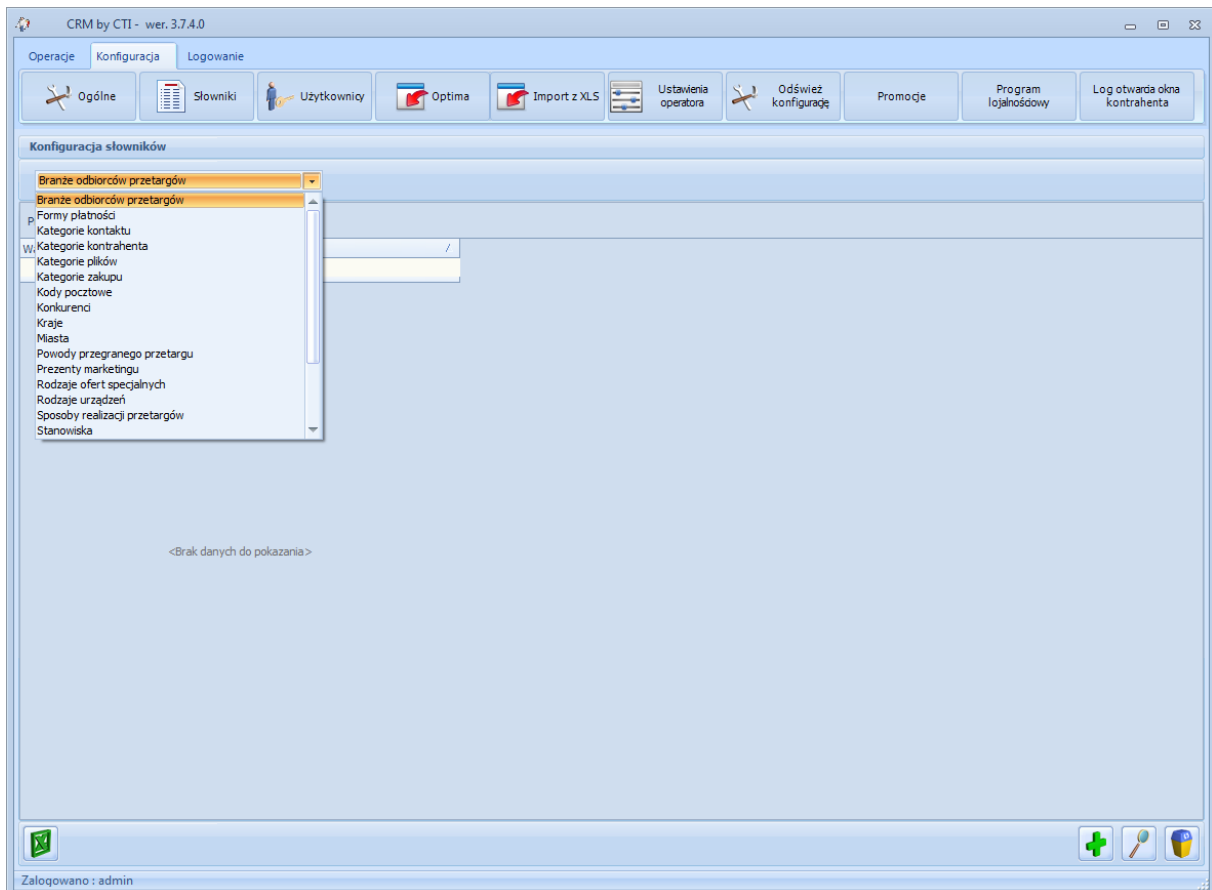 CRM by CTI - wer. 3.7.4.0
Operacje Konfiguracja Logowanie
Ogólne Słowniki Użytkownicy Optima Import z XLS Ustawienia operatora Odśwież konfigurację Promocje Program lojalnościowy Log otwarcia okna kontrahenta
Konfiguracja słowników
Branże odbiorców przetargów
Branże odbiorców przetargów
Formy płatności
Kategorie kontaktu
Kategorie kontrahenta
Kategorie plików
Kategorie zakupu
Kody pocztowe
Konkurenci
Kraje
Miasta
Powody przegranego przetargu
Prezenty marketingu
Rodzaje ofert specjalnych
Rodzaje urządzeń
Sposoby realizacji przetargów
Stanowiska
<Brak danych do pokazania>
Zalogowano : admin